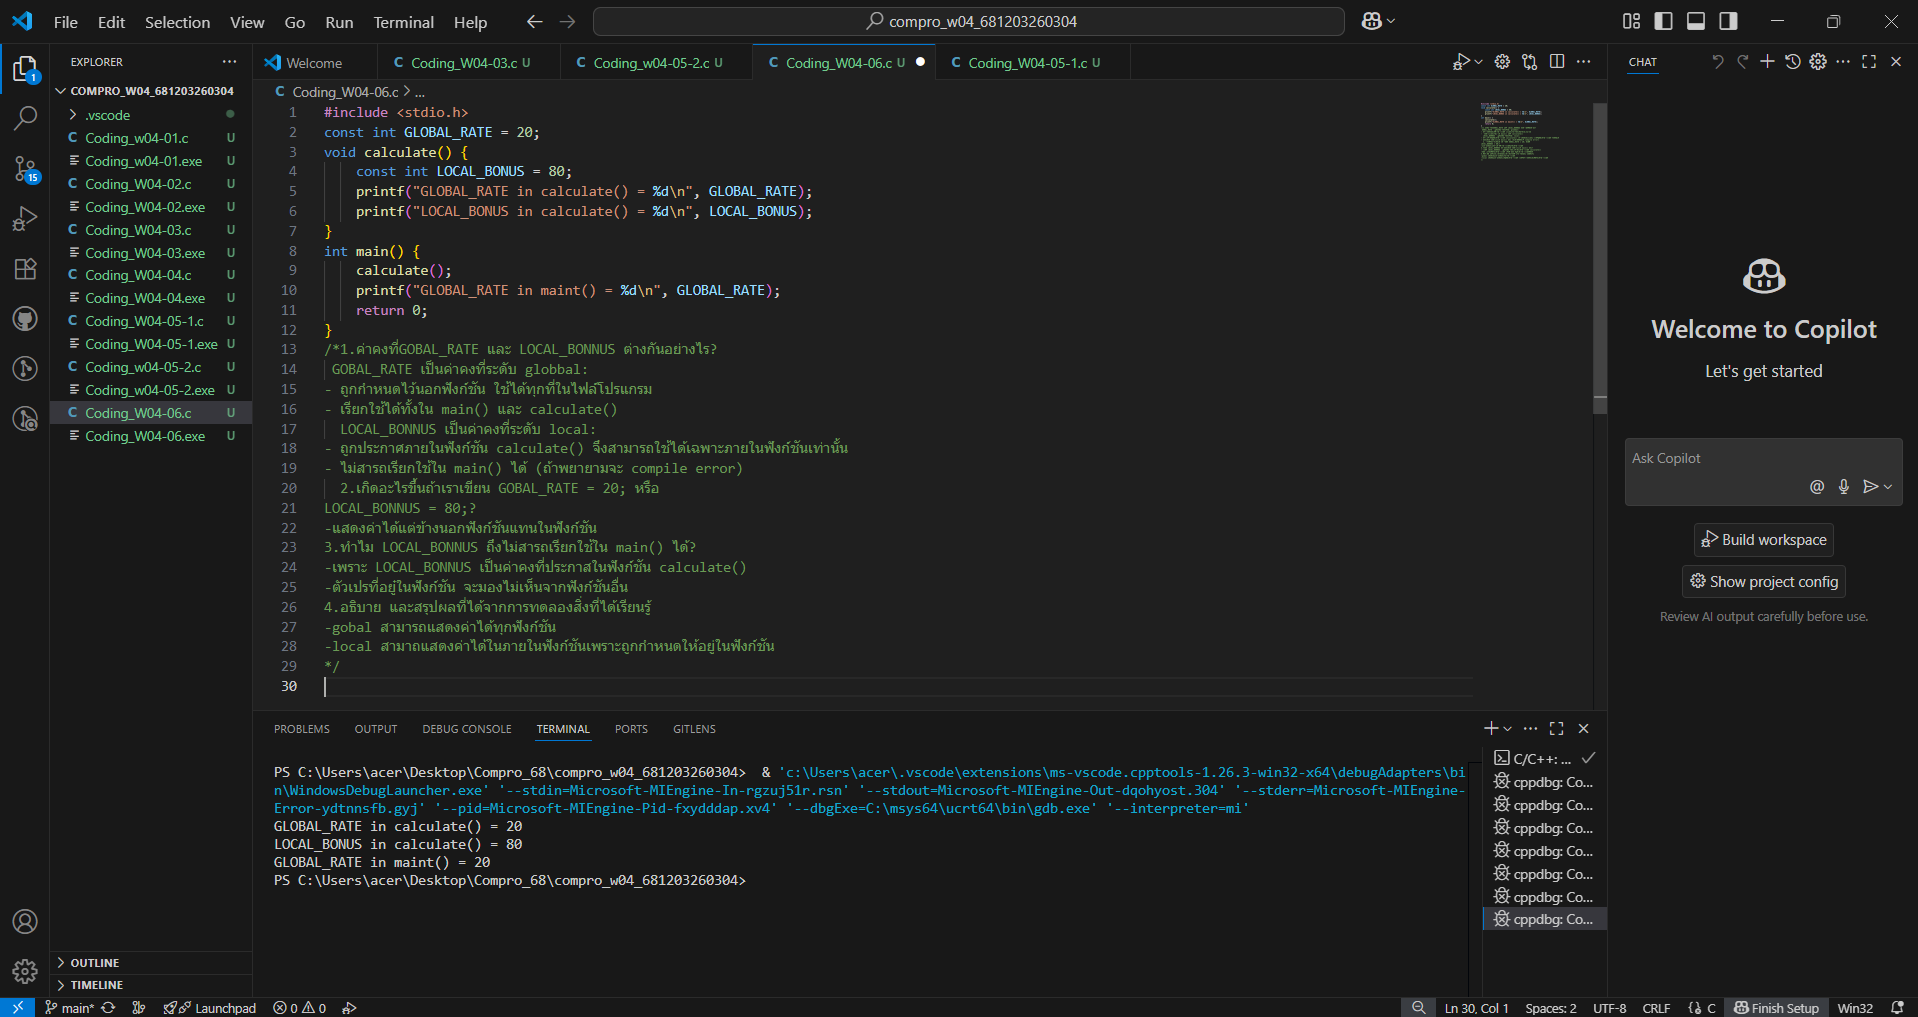 File Edit Selection View Go Run Terminal Help
compro_w04_681203260304
EXPLORER
COMPRO_W04_681203260304
.vscode
Coding_w04-01.c U
Coding_w04-01.exe U
Coding_W04-02.c U
Coding_W04-02.exe U
Coding_W04-03.c U
Coding_W04-03.exe U
Coding_W04-04.c U
Coding_W04-04.exe U
Coding_W04-05-1.c U
Coding_W04-05-1.exe U
Coding_w04-05-2.c U
Coding_w04-05-2.exe U
Coding_W04-06.c U
Coding_W04-06.exe U
OUTLINE
TIMELINE
1
15
Welcome
C Coding_W04-03.c U
C Coding_w04-05-2.c U
C Coding_W04-06.c U
C Coding_W04-05-1.c U
C Coding_W04-06.c > ...
1 #include <stdio.h>
2 const int GLOBAL_RATE = 20;
3 void calculate() {
4 const int LOCAL_BONUS = 80;
5 printf("GLOBAL_RATE in calculate() = %d\n", GLOBAL_RATE);
6 printf("LOCAL_BONUS in calculate() = %d\n", LOCAL_BONUS);
7 }
8 int main() {
9 calculate();
10 printf("GLOBAL_RATE in maint() = %d\n", GLOBAL_RATE);
11 return 0;
12 }
13 /*1.ค่าคงที่GOBAL_RATE และ LOCAL_BONNUS ต่างกันอย่างไร?
14 GOBAL_RATE เป็นค่าคงที่ระดับ globbal:
15 - ถูกกำหนดไว้นอกฟังก์ชัน ใช้ได้ทุกที่ในไฟล์โปรแกรม
16 - เรียกใช้ได้ทั้งใน main() และ calculate()
17 LOCAL_BONNUS เป็นค่าคงที่ระดับ local:
18 - ถูกประกาศภายในฟังก์ชัน calculate() จึงสามารถใช้ได้เฉพาะภายในฟังก์ชันเท่านั้น
19 - ไม่สารถเรียกใช้ใน main() ได้ (ถ้าพยายามจะ compile error)
20 2.เกิดอะไรขึ้นถ้าเราเขียน GOBAL_RATE = 20; หรือ
21 LOCAL_BONNUS = 80;?
22 -แสดงค่าได้แต่ข้างนอกฟังก์ชันแทนในฟังก์ชัน
23 3.ทำไม LOCAL_BONNUS ถึงไม่สารถเรียกใช้ใน main() ได้?
24 -เพราะ LOCAL_BONNUS เป็นค่าคงที่ประกาสในฟังก์ชัน calculate()
25 -ตัวเปรที่อยู่ในฟังก์ชัน จะมองไม่เห็นจากฟังก์ชันอื่น
26 4.อธิบาย และสรุปผลที่ได้จากการทดลองสิ่งที่ได้เรียนรู้
27 -gobal สามารถแสดงค่าได้ทุกฟังก์ชัน
28 -local สามาถแสดงค่าได้ในภายในฟังก์ชันเพราะถูกกำหนดให้อยู่ในฟังก์ชัน
29 */
30
PROBLEMS OUTPUT DEBUG CONSOLE TERMINAL PORTS GITLENS
PS C:\Users\acer\Desktop\Compro_68\compro_w04_681203260304> & 'c:\Users\acer\.vscode\extensions\ms-vscode.cpptools-1.26.3-win32-x64\debugAdapters\bi
n\WindowsDebugLauncher.exe' '--stdin=Microsoft-MIEngine-In-rgzuj51r.rsn' '--stdout=Microsoft-MIEngine-Out-dqohyost.304' '--stderr=Microsoft-MIEngine-
Error-ydtnnsfb.gyj' '--pid=Microsoft-MIEngine-Pid-fxydddap.xv4' '--dbgExe=C:\msys64\ucrt64\bin\gdb.exe' '--interpreter=mi'
GLOBAL_RATE in calculate() = 20
LOCAL_BONUS in calculate() = 80
GLOBAL_RATE in maint() = 20
PS C:\Users\acer\Desktop\Compro_68\compro_w04_681203260304>
C/C++: ...
cppdbg: Co...
cppdbg: Co...
cppdbg: Co...
cppdbg: Co...
cppdbg: Co...
cppdbg: Co...
cppdbg: Co...
CHAT
Welcome to Copilot
Let's get started
Ask Copilot
Build workspace
Show project config
Review AI output carefully before use.
main* Launchpad 0 0
Ln 30, Col 1 Spaces: 2 UTF-8 CRLF {} C Finish Setup Win32